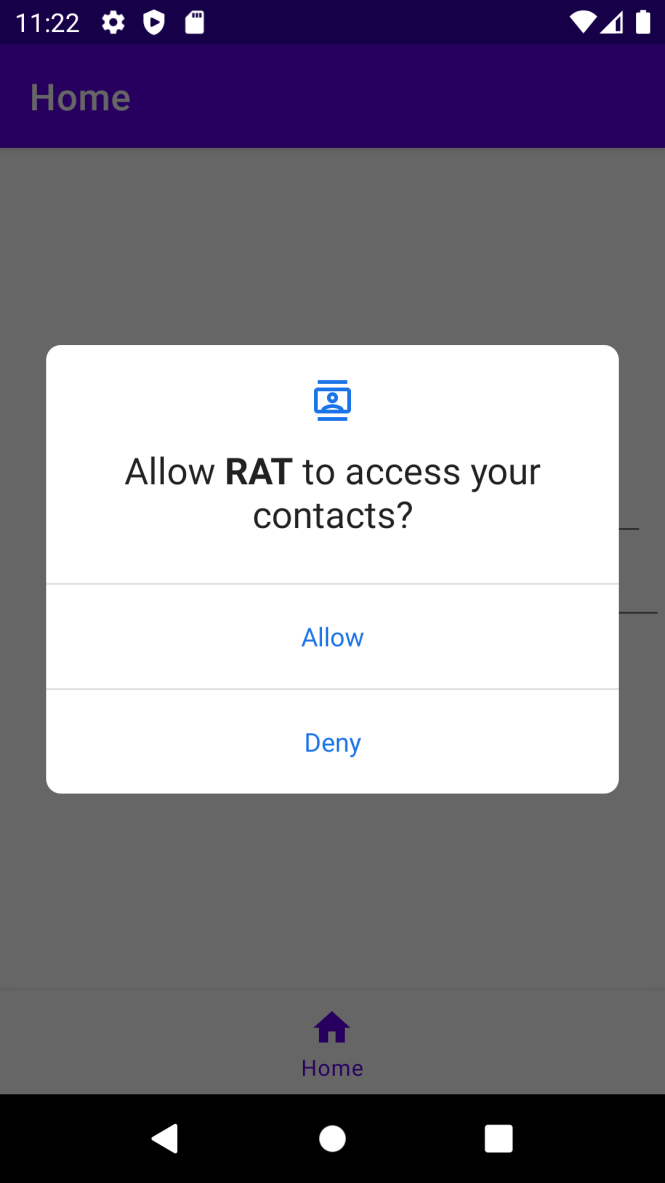 11:22
Home
Allow RAT to access your
contacts?
Allow
Deny
Home